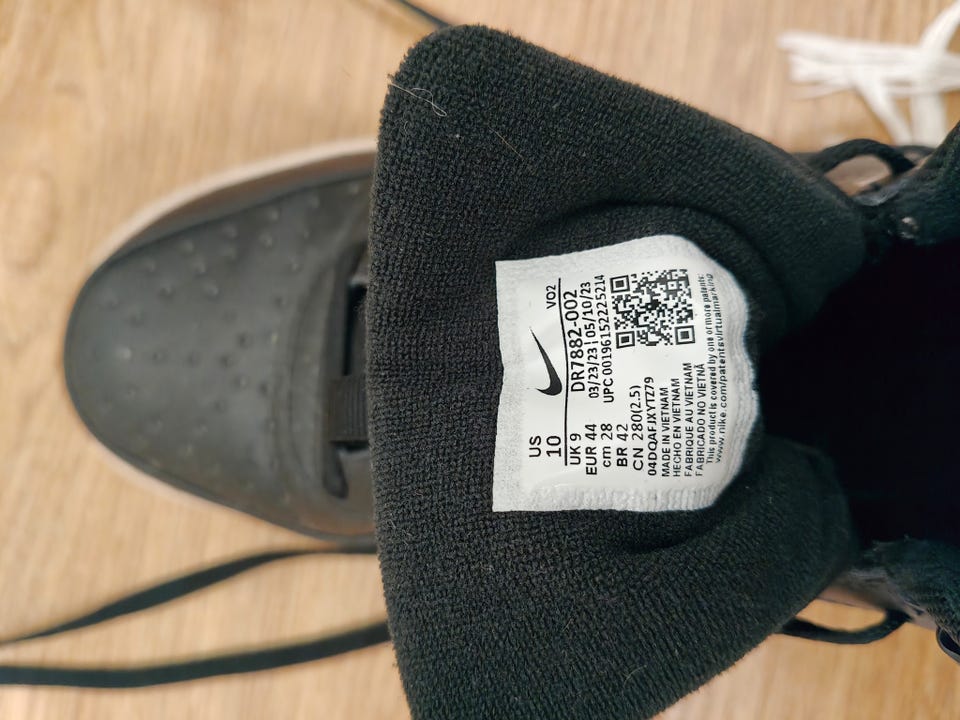 VO2
US
10
DR7882-002
UK 9
03/23/23 | 05/10/23
EUR 44
UPC 00196152225214
cm 28
BR 42
CN 280(2.5)
04DQAFJXYTZ79
MADE IN VIETNAM
HECHO EN VIETNAM
FABRIQUE AU VIETNAM
FABRICADO NO VIETNÃ
This product is covered by one or more patents:
www.nike.com/patentsvirtualmarking